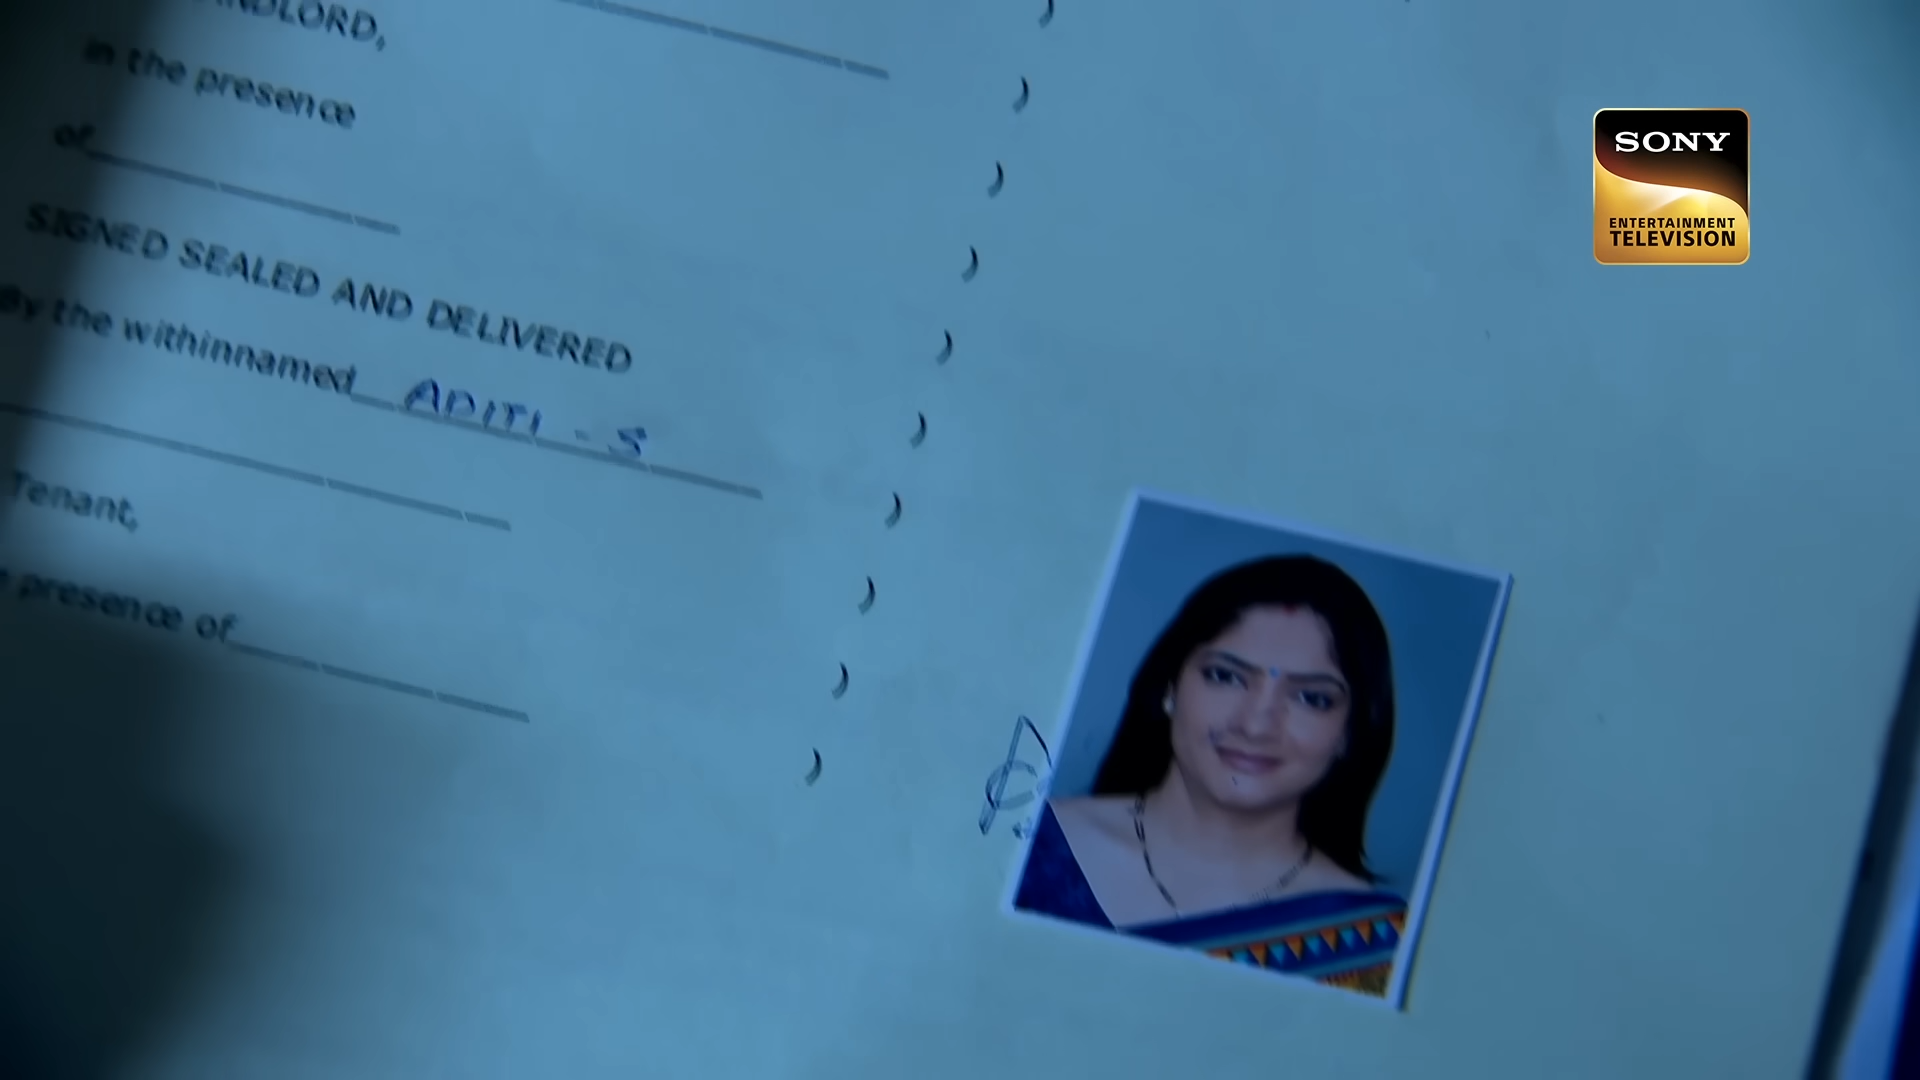 LANDLORD,
in the presence
of
SIGNED SEALED AND DELIVERED
By the withinnamed ADITI - S
Tenant,
presence of
SONY
ENTERTAINMENT
TELEVISION